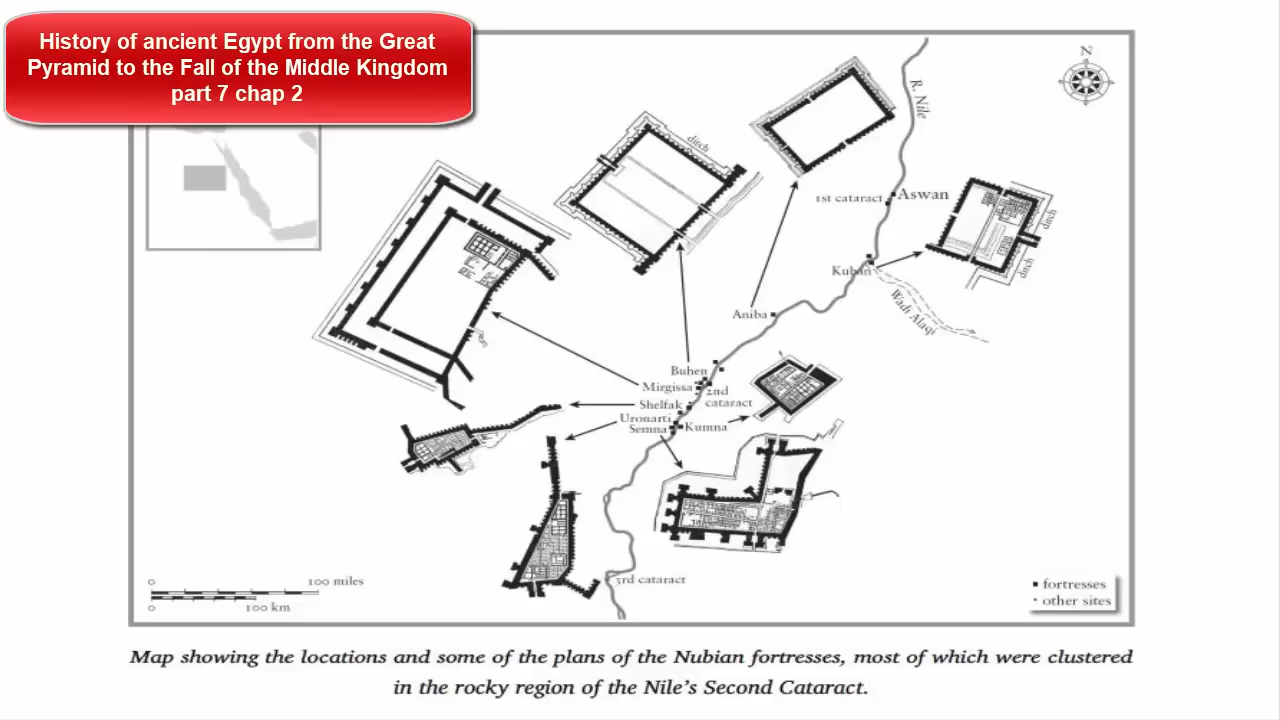 History of ancient Egypt from the Great
Pyramid to the Fall of the Middle Kingdom
part 7 chap 2
N
R. Nile
ditch
1st cataract
Aswan
ditch
ditch
Kuban
Wadi Alaqi
Aniba
Buhen
Mirgissa
2nd
cataract
Shelfak
Uronarti
Kumna
Semna
3rd cataract
0
100 miles
0
100 km
fortresses
other sites
Map showing the locations and some of the plans of the Nubian fortresses, most of which were clustered
in the rocky region of the Nile's Second Cataract.